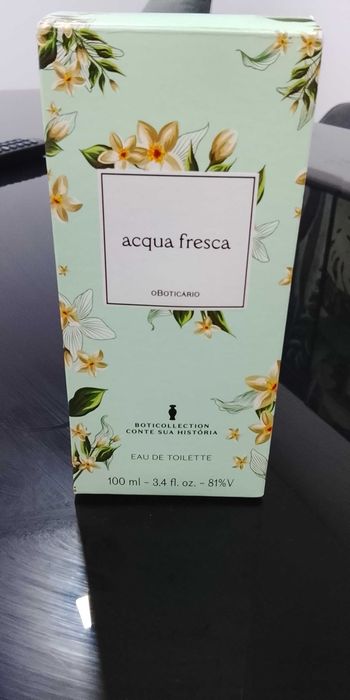 acqua fresca
OBOTICÁRIO
BOTICOLLECTION
CONTE SUA HISTÓRIA
EAU DE TOILETTE
100 ml – 3.4 fl. oz. – 81%V